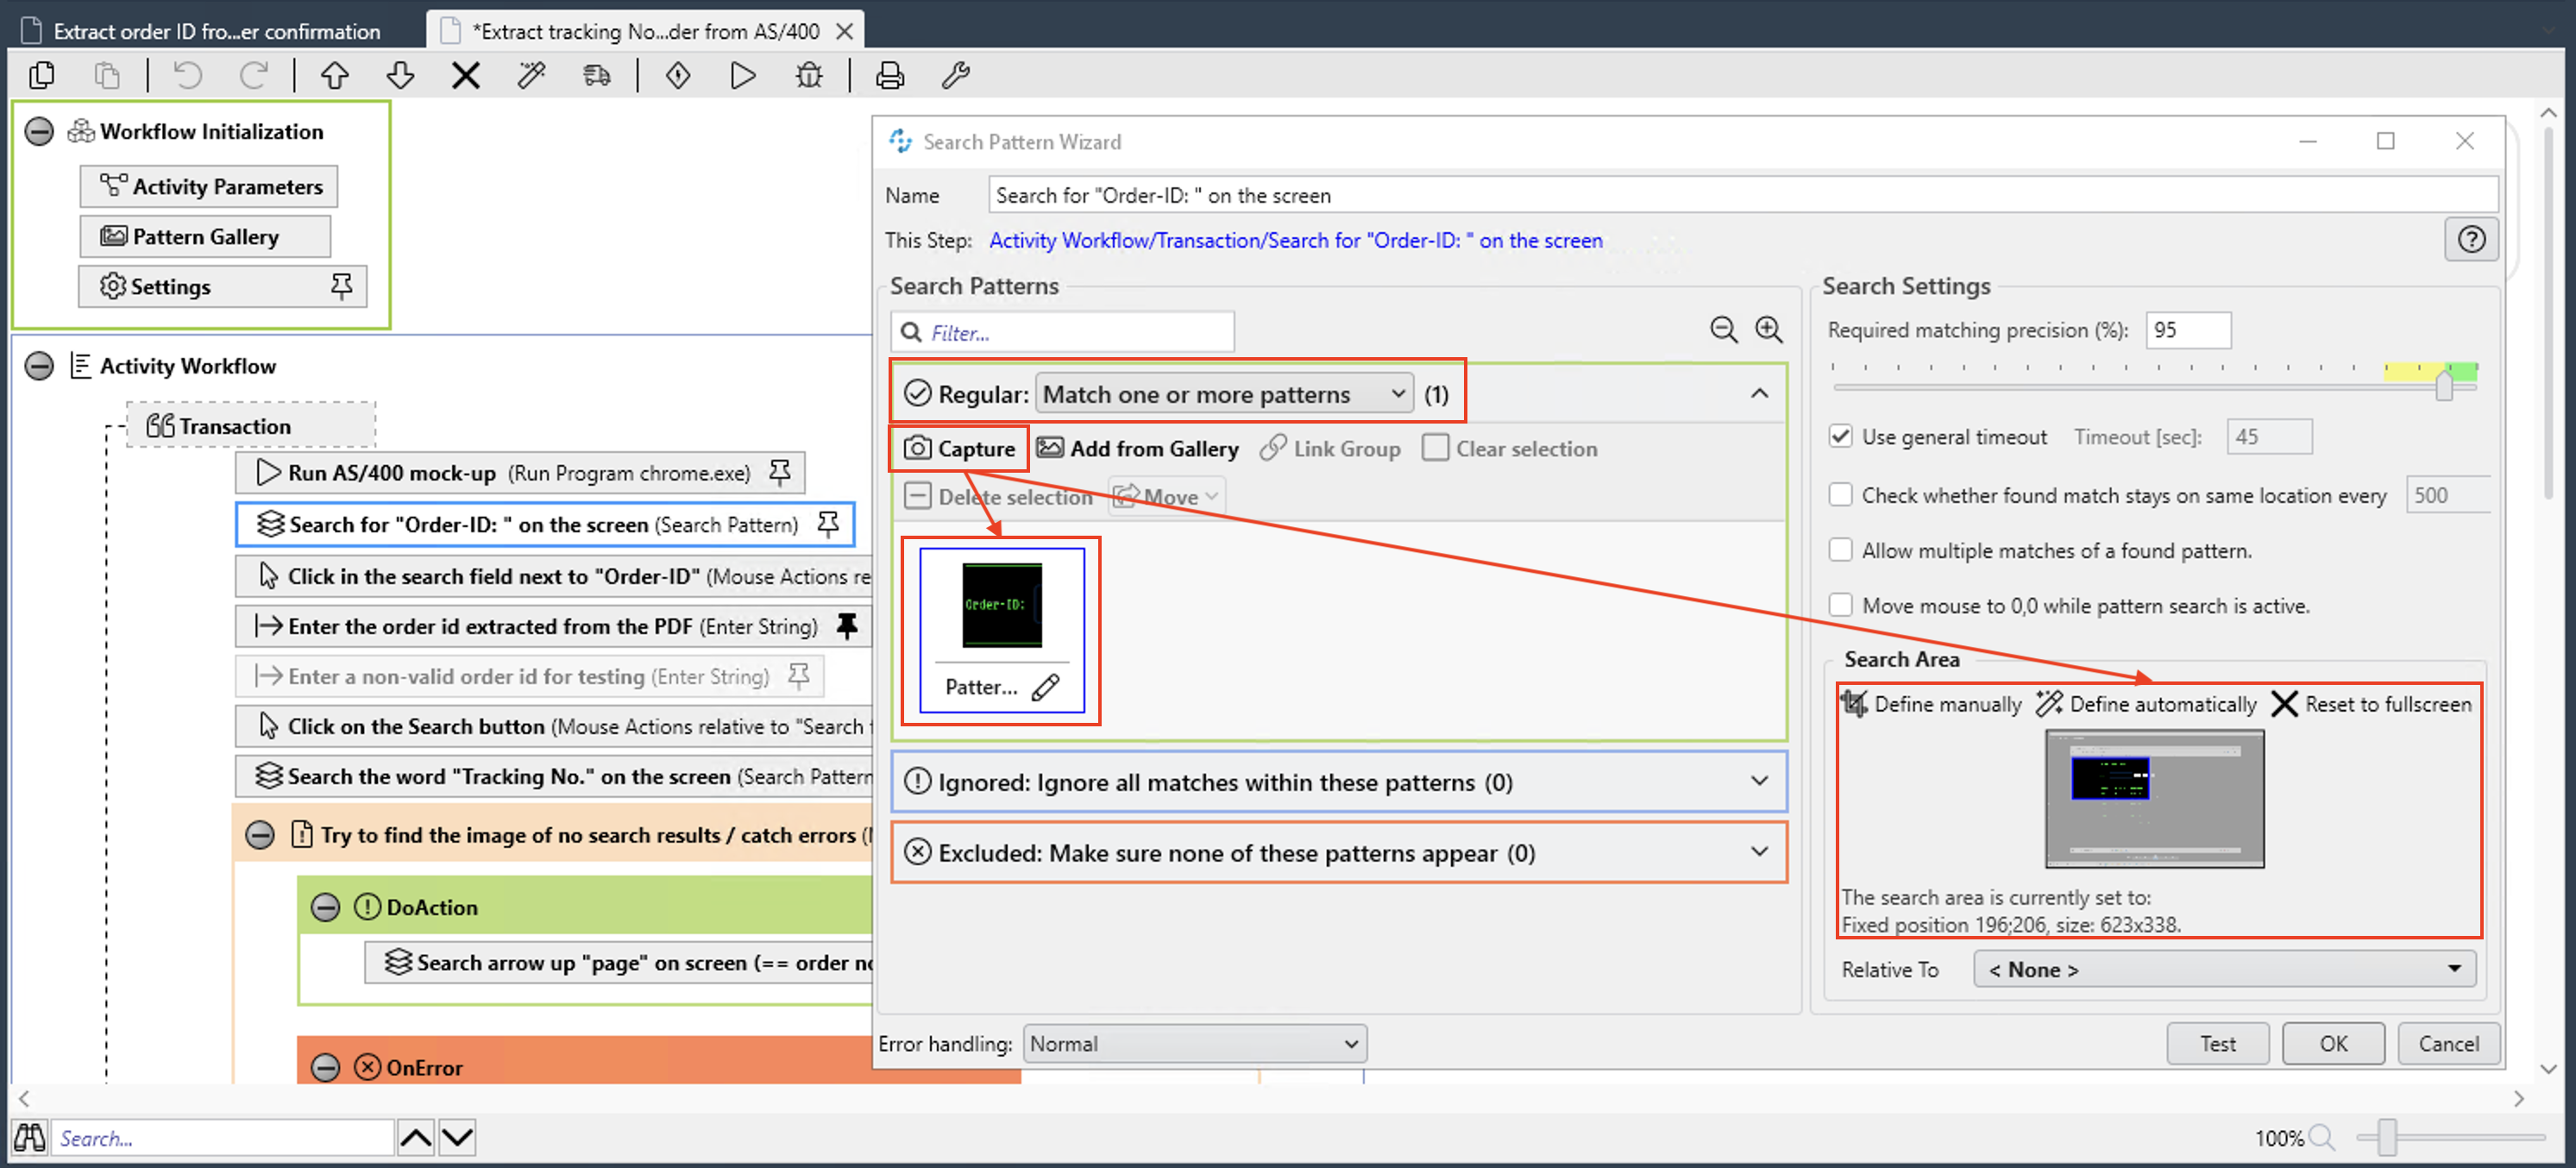 Extract order ID fro...er confirmation
*Extract tracking No...der from AS/400
Workflow Initialization
Activity Parameters
Pattern Gallery
Settings
Activity Workflow
Transaction
Run AS/400 mock-up (Run Program chrome.exe)
Search for "Order-ID: " on the screen (Search Pattern)
Click in the search field next to "Order-ID" (Mouse Actions re
Enter the order id extracted from the PDF (Enter String)
Enter a non-valid order id for testing (Enter String)
Click on the Search button (Mouse Actions relative to "Search
Search the word "Tracking No." on the screen (Search Pattern
Try to find the image of no search results / catch errors
DoAction
Search arrow up "page" on screen (== order
OnError
Search Pattern Wizard
Name
Search for "Order-ID: " on the screen
This Step: Activity Workflow/Transaction/Search for "Order-ID: " on the screen
Search Patterns
Filter...
Regular: Match one or more patterns (1)
Capture
Add from Gallery
Link Group
Clear selection
Delete selection
Move
Order-ID:
Patter...
Ignored: Ignore all matches within these patterns (0)
Excluded: Make sure none of these patterns appear (0)
Search Settings
Required matching precision (%): 95
Use general timeout Timeout [sec]: 45
Check whether found match stays on same location every 500
Allow multiple matches of a found pattern.
Move mouse to 0,0 while pattern search is active.
Search Area
Define manually
Define automatically
Reset to fullscreen
The search area is currently set to:
Fixed position 196;206, size: 623x338.
Relative To < None >
Error handling: Normal
Test
OK
Cancel
Search...
100%